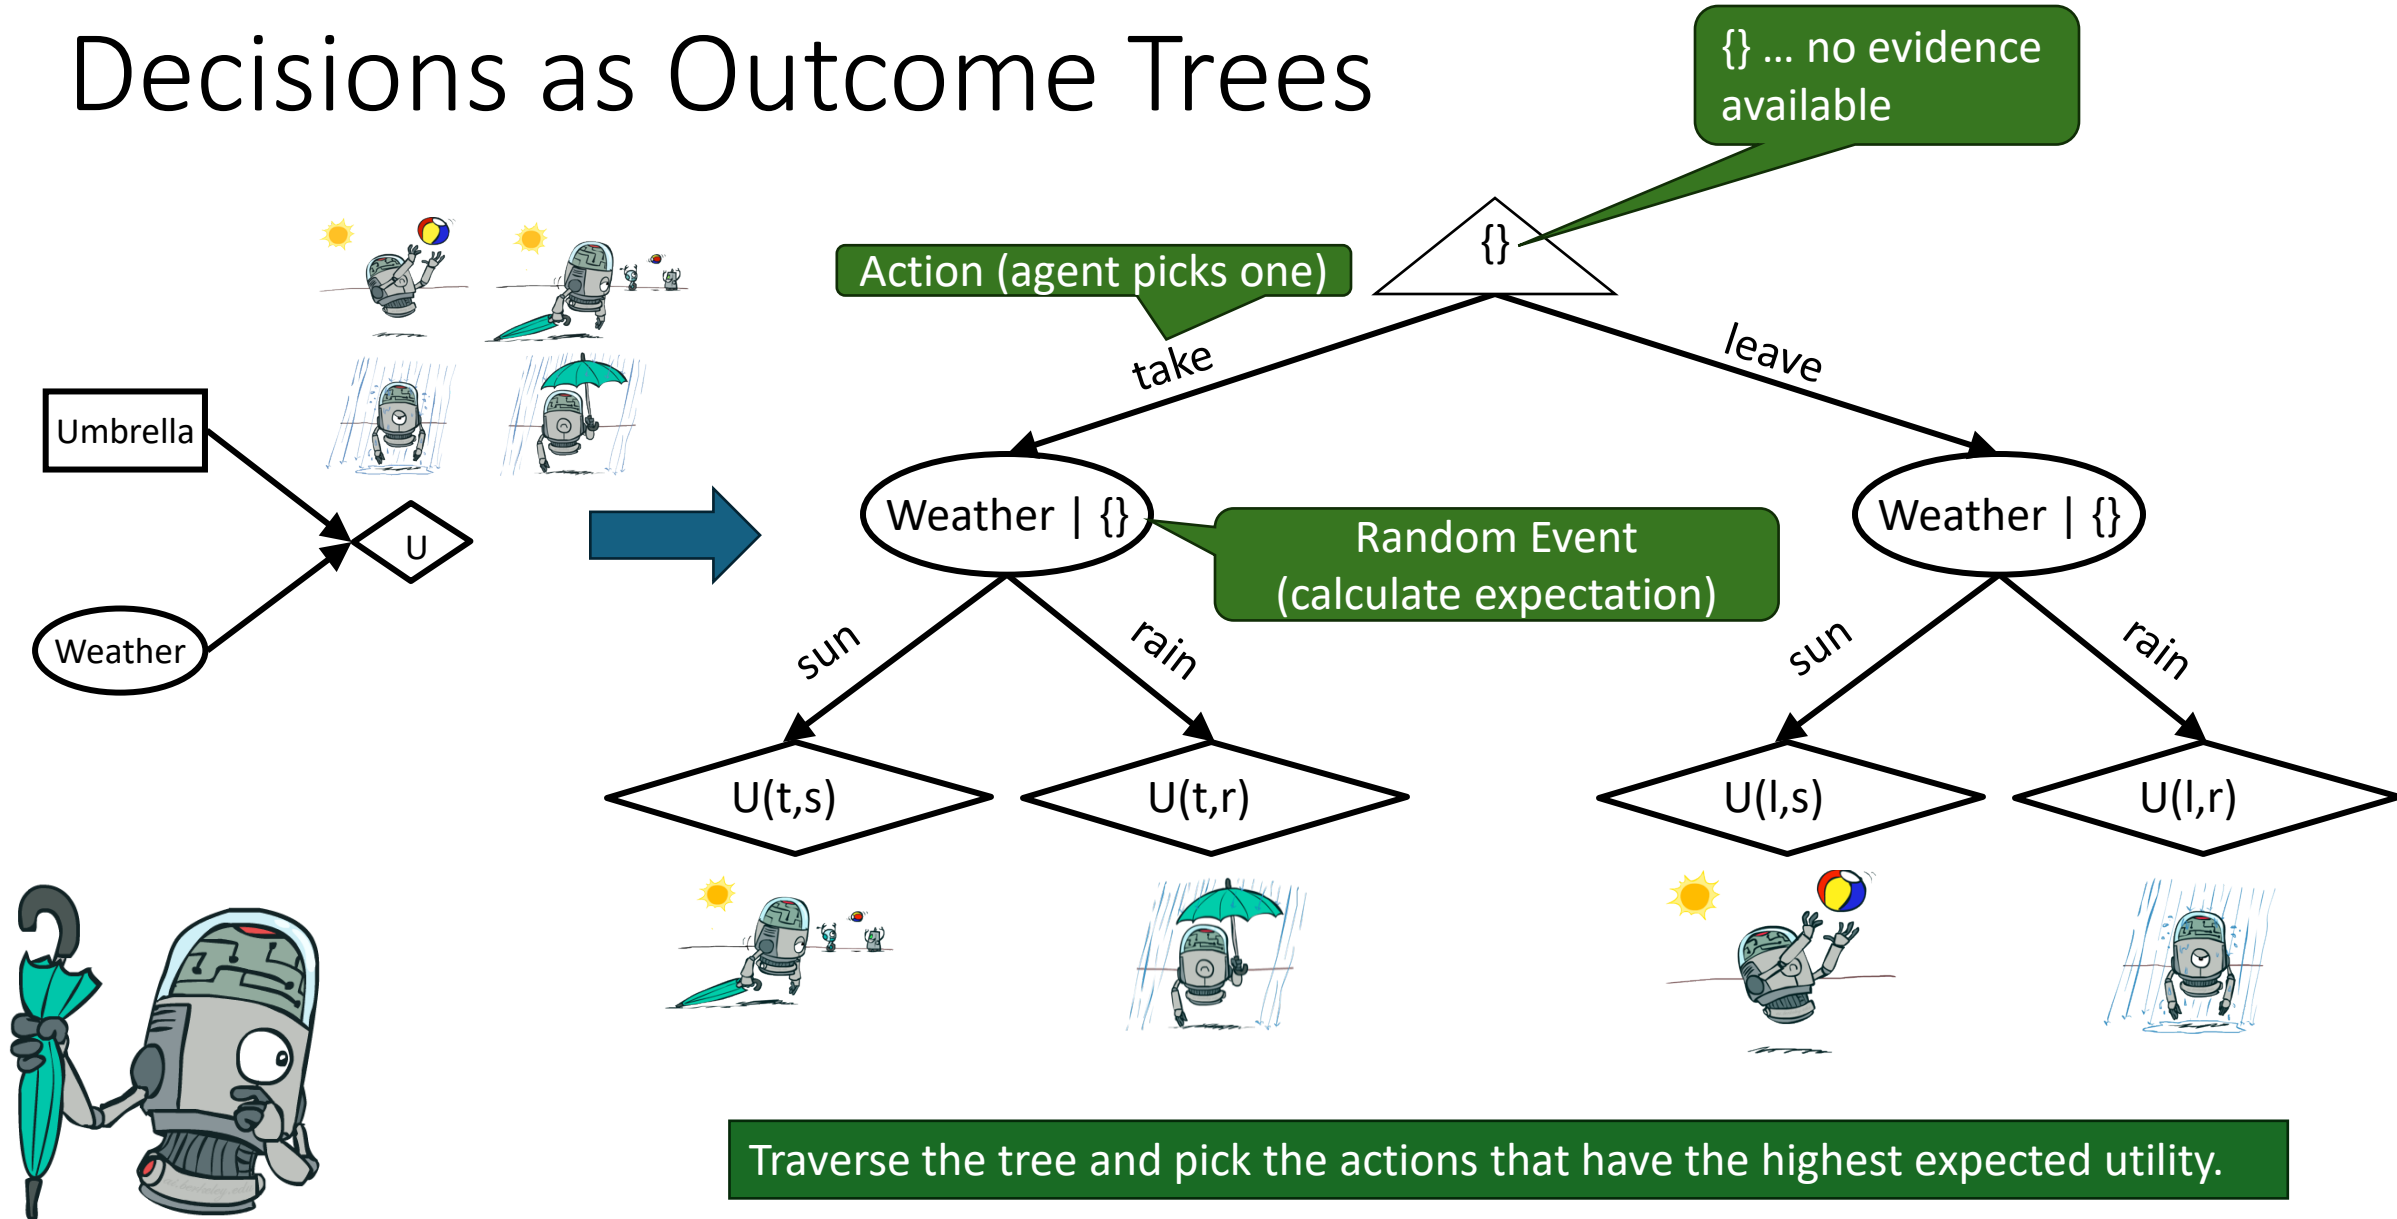 Decisions as Outcome Trees
{} ... no evidence
available
{}
Action (agent picks one)
take
leave
Umbrella
Weather
U
Weather | {}
Weather | {}
Random Event
(calculate expectation)
sun
rain
sun
rain
U(t,s)
U(t,r)
U(l,s)
U(l,r)
Traverse the tree and pick the actions that have the highest expected utility.